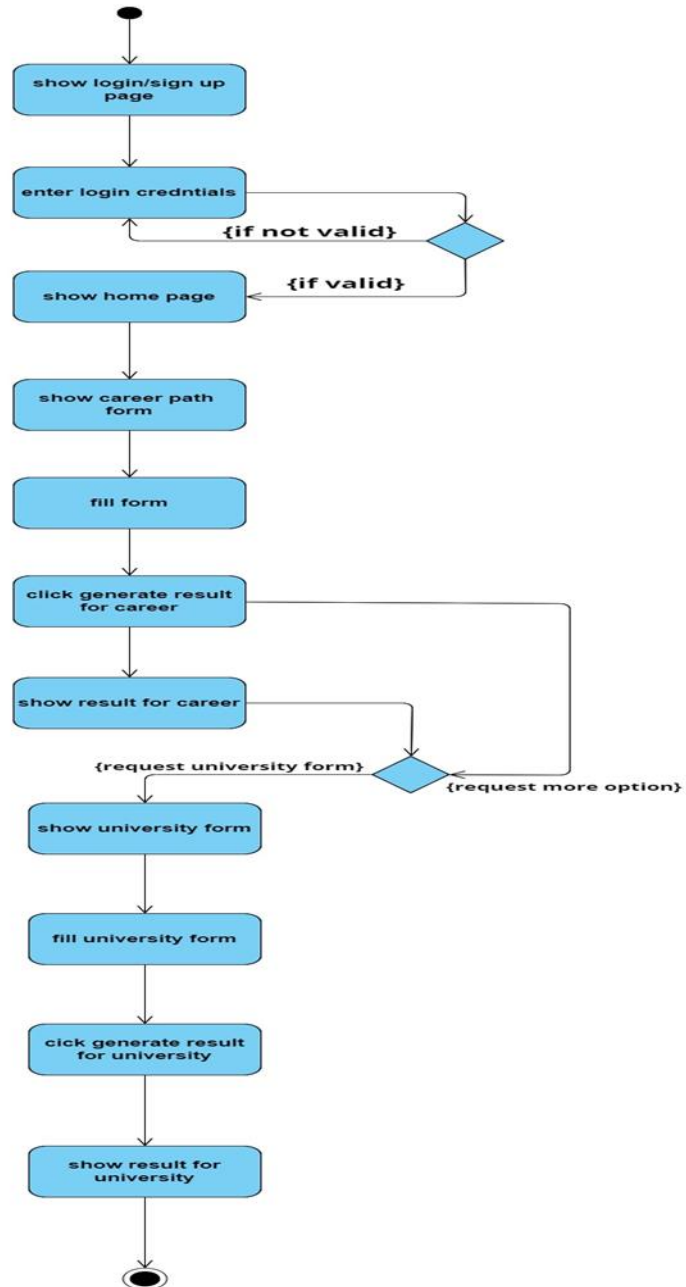 show login/sign up
page
enter login credntials
{if not valid}
{if valid}
show home page
show career path
form
fill form
click generate result
for career
show result for career
{request university form}
{request more option}
show university form
fill university form
cick generate result
for university
show result for
university